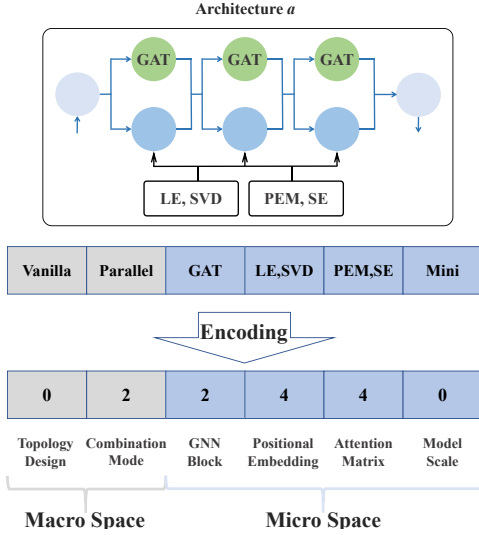 Architecture a
GAT GAT GAT
LE, SVD PEM, SE
Vanilla Parallel GAT LE,SVD PEM,SE Mini
Encoding
0 2 2 4 4 0
Topology Combination GNN Positional Attention Model
Design Mode Block Embedding Matrix Scale
Macro Space Micro Space